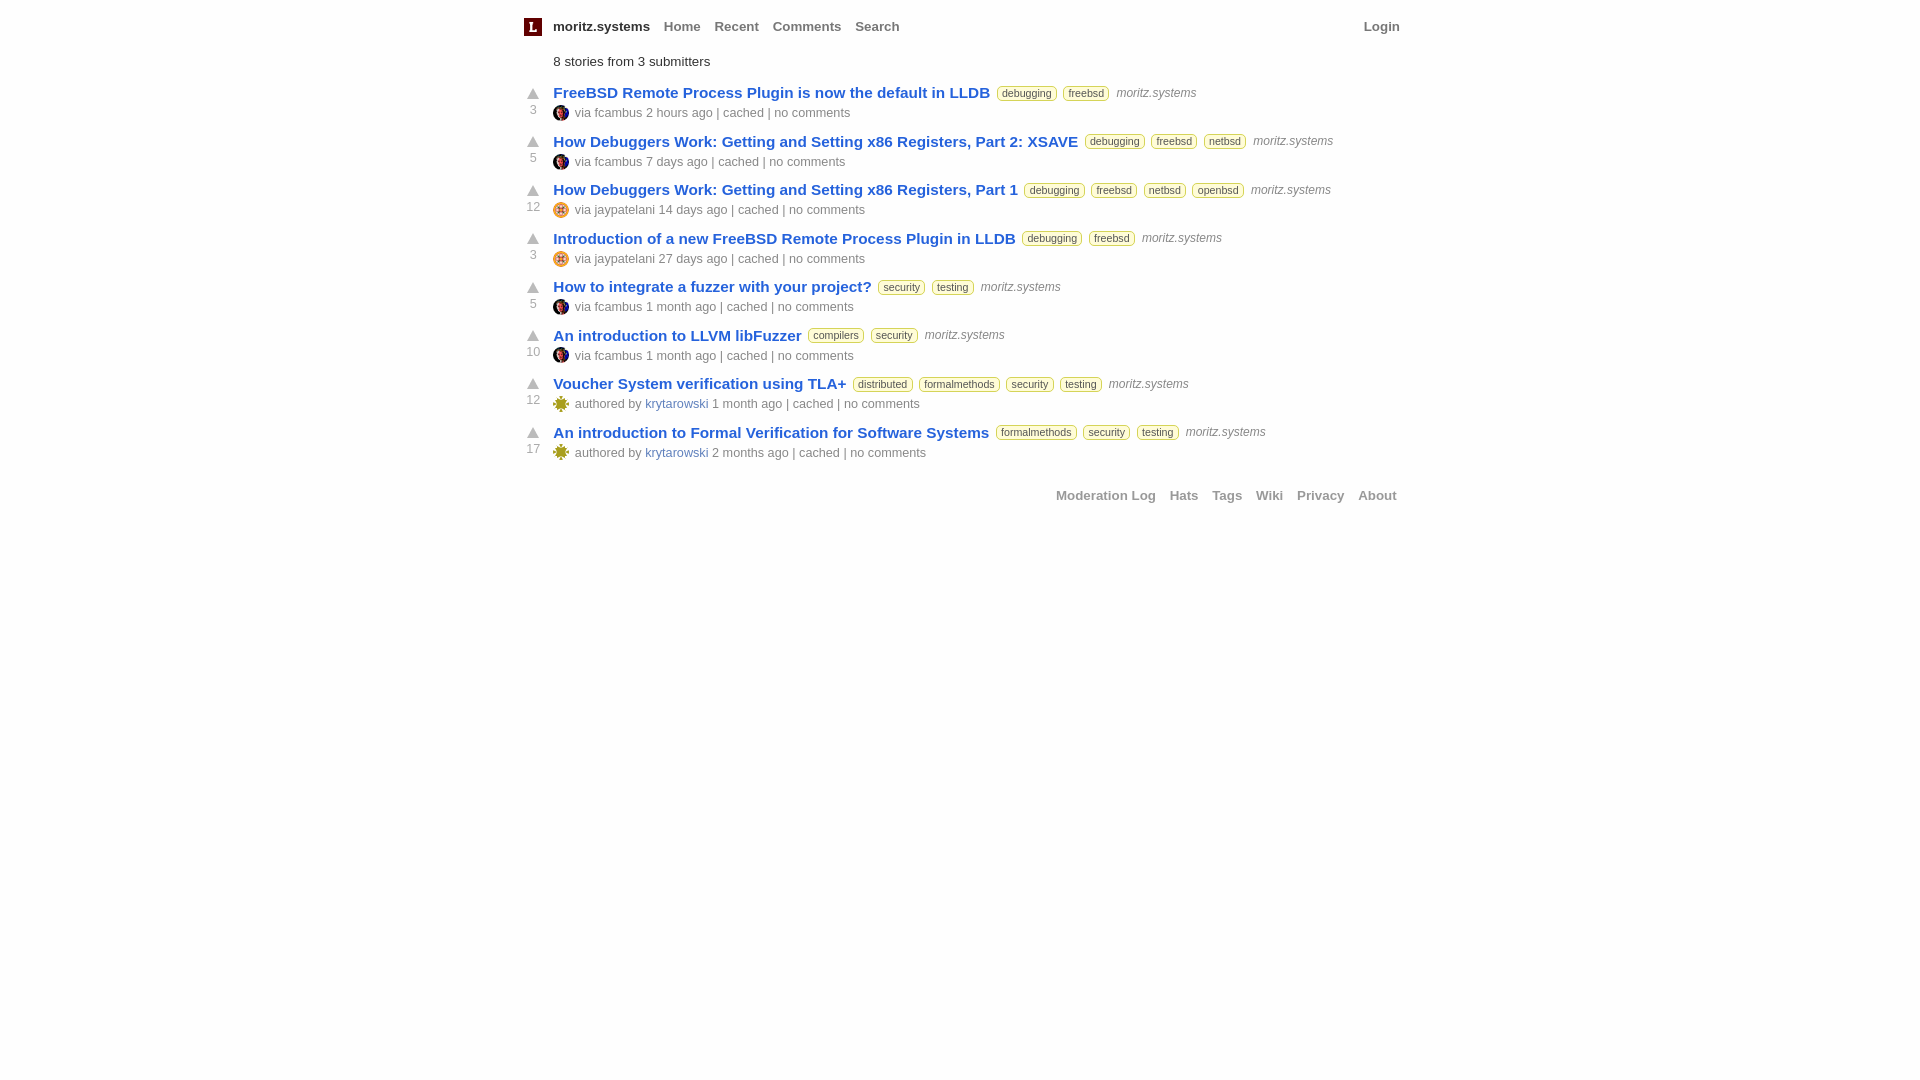 L moritz.systems Home Recent Comments Search Login
8 stories from 3 submitters
FreeBSD Remote Process Plugin is now the default in LLDB debugging freebsd moritz.systems
3 via fcambus 2 hours ago | cached | no comments
How Debuggers Work: Getting and Setting x86 Registers, Part 2: XSAVE debugging freebsd netbsd moritz.systems
5 via fcambus 7 days ago | cached | no comments
How Debuggers Work: Getting and Setting x86 Registers, Part 1 debugging freebsd netbsd openbsd moritz.systems
12 via jaypatelani 14 days ago | cached | no comments
Introduction of a new FreeBSD Remote Process Plugin in LLDB debugging freebsd moritz.systems
3 via jaypatelani 27 days ago | cached | no comments
How to integrate a fuzzer with your project? security testing moritz.systems
5 via fcambus 1 month ago | cached | no comments
An introduction to LLVM libFuzzer compilers security moritz.systems
10 via fcambus 1 month ago | cached | no comments
Voucher System verification using TLA+ distributed formalmethods security testing moritz.systems
12 authored by krytarowski 1 month ago | cached | no comments
An introduction to Formal Verification for Software Systems formalmethods security testing moritz.systems
17 authored by krytarowski 2 months ago | cached | no comments
Moderation Log Hats Tags Wiki Privacy About